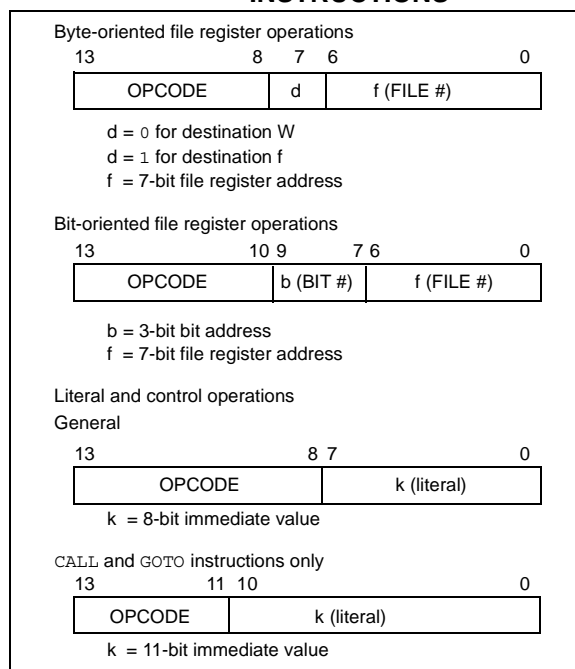 INSTRUCTIONS
Byte-oriented file register operations
13 8 7 6 0
OPCODE d f (FILE #)
d = 0 for destination W
d = 1 for destination f
f = 7-bit file register address
Bit-oriented file register operations
13 10 9 7 6 0
OPCODE b (BIT #) f (FILE #)
b = 3-bit bit address
f = 7-bit file register address
Literal and control operations
General
13 8 7 0
OPCODE k (literal)
k = 8-bit immediate value
CALL and GOTO instructions only
13 11 10 0
OPCODE k (literal)
k = 11-bit immediate value